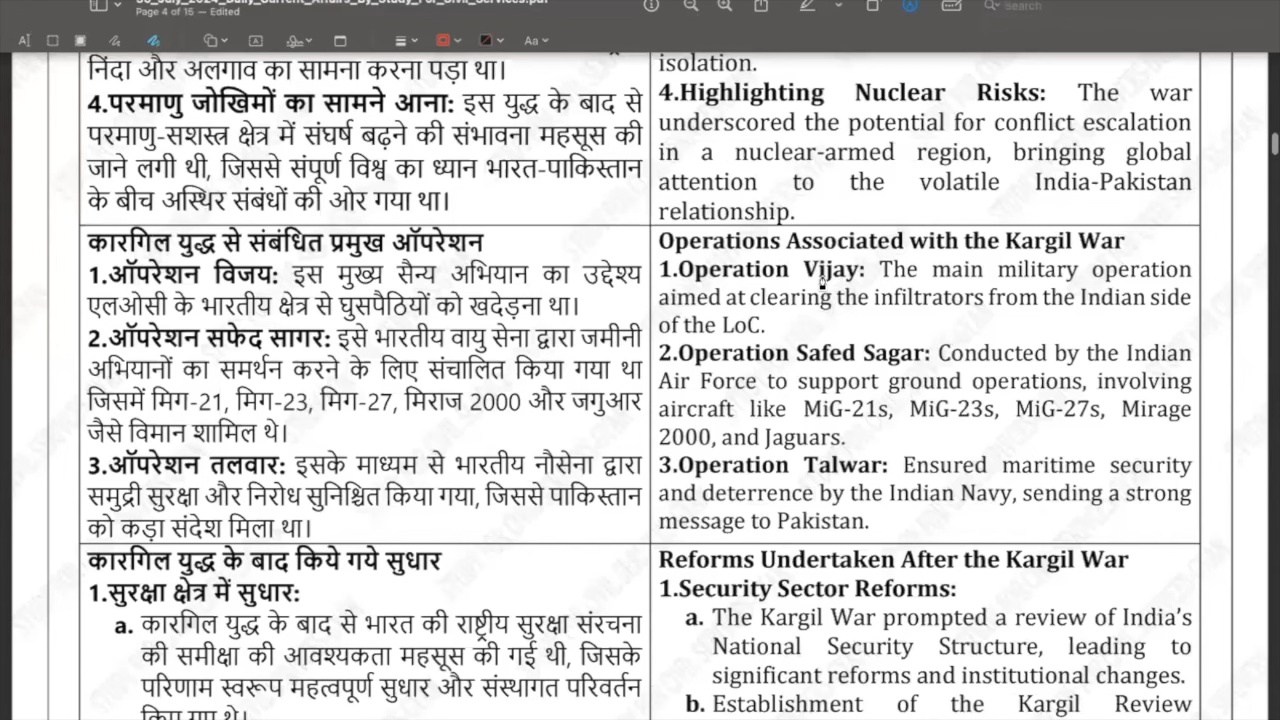 Page 4 of 15 — Edited
Search
Aa
निंदा और अलगाव का सामना करना पड़ा था।
4.परमाणु जोखिमों का सामने आना: इस युद्ध के बाद से
परमाणु-सशस्त्र क्षेत्र में संघर्ष बढ़ने की संभावना महसूस की
जाने लगी थी, जिससे संपूर्ण विश्व का ध्यान भारत-पाकिस्तान
के बीच अस्थिर संबंधों की ओर गया था।
isolation.
4.Highlighting Nuclear Risks: The war
underscored the potential for conflict escalation
in a nuclear-armed region, bringing global
attention to the volatile India-Pakistan
relationship.
कारगिल युद्ध से संबंधित प्रमुख ऑपरेशन
1.ऑपरेशन विजय: इस मुख्य सैन्य अभियान का उद्देश्य
एलओसी के भारतीय क्षेत्र से घुसपैठियों को खदेड़ना था।
2.ऑपरेशन सफेद सागर: इसे भारतीय वायु सेना द्वारा जमीनी
अभियानों का समर्थन करने के लिए संचालित किया गया था
जिसमें मिग-21, मिग-23, मिग-27, मिराज 2000 और जगुआर
जैसे विमान शामिल थे।
3.ऑपरेशन तलवार: इसके माध्यम से भारतीय नौसेना द्वारा
समुद्री सुरक्षा और निरोध सुनिश्चित किया गया, जिससे पाकिस्तान
को कड़ा संदेश मिला था।
Operations Associated with the Kargil War
1.Operation Vijay: The main military operation
aimed at clearing the infiltrators from the Indian side
of the LoC.
2.Operation Safed Sagar: Conducted by the Indian
Air Force to support ground operations, involving
aircraft like MiG-21s, MiG-23s, MiG-27s, Mirage
2000, and Jaguars.
3.Operation Talwar: Ensured maritime security
and deterrence by the Indian Navy, sending a strong
message to Pakistan.
कारगिल युद्ध के बाद किये गये सुधार
1.सुरक्षा क्षेत्र में सुधार:
a. कारगिल युद्ध के बाद से भारत की राष्ट्रीय सुरक्षा संरचना
की समीक्षा की आवश्यकता महसूस की गई थी, जिसके
परिणाम स्वरूप महत्वपूर्ण सुधार और संस्थागत परिवर्तन
किए गए थे।
Reforms Undertaken After the Kargil War
1.Security Sector Reforms:
a. The Kargil War prompted a review of India's
National Security Structure, leading to
significant reforms and institutional changes.
b. Establishment of the Kargil Review